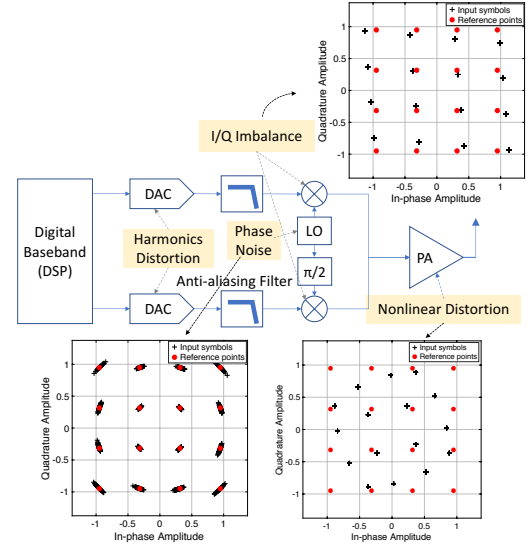 Input symbols
Reference points
Quadrature Amplitude
1
0.5
0
-0.5
-1
-1
-0.5
0
0.5
1
In-phase Amplitude
I/Q Imbalance
Digital
Baseband
(DSP)
DAC
Harmonics
Distortion
DAC
Phase
Noise
Anti-aliasing Filter
LO
π/2
PA
Nonlinear Distortion
Input symbols
Reference points
Quadrature Amplitude
1
0.5
0
-0.5
-1
-1
-0.5
0
0.5
1
In-phase Amplitude
Input symbols
Reference points
Quadrature Amplitude
1
0.5
0
-0.5
-1
-1
-0.5
0
0.5
1
In-phase Amplitude